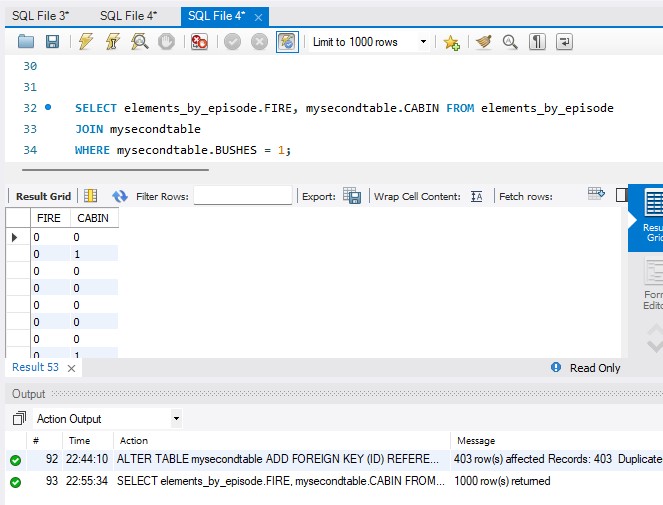 SQL File 3* SQL File 4* SQL File 4*
Limit to 1000 rows
30
31
32 SELECT elements_by_episode.FIRE, mysecondtable.CABIN FROM elements_by_episode
33 JOIN mysecondtable
34 WHERE mysecondtable.BUSHES = 1;
Result Grid Filter Rows: Export: Wrap Cell Content: Fetch rows:
FIRE CABIN
0 0
0 1
0 0
0 0
0 0
0 0
0 0
0 1
Result 53 Read Only
Output
Action Output
# Time Action Message
92 22:44:10 ALTER TABLE mysecondtable ADD FOREIGN KEY (ID) REFERE... 403 row(s) affected Records: 403 Duplicate
93 22:55:34 SELECT elements_by_episode.FIRE, mysecondtable.CABIN FROM... 1000 row(s) returned